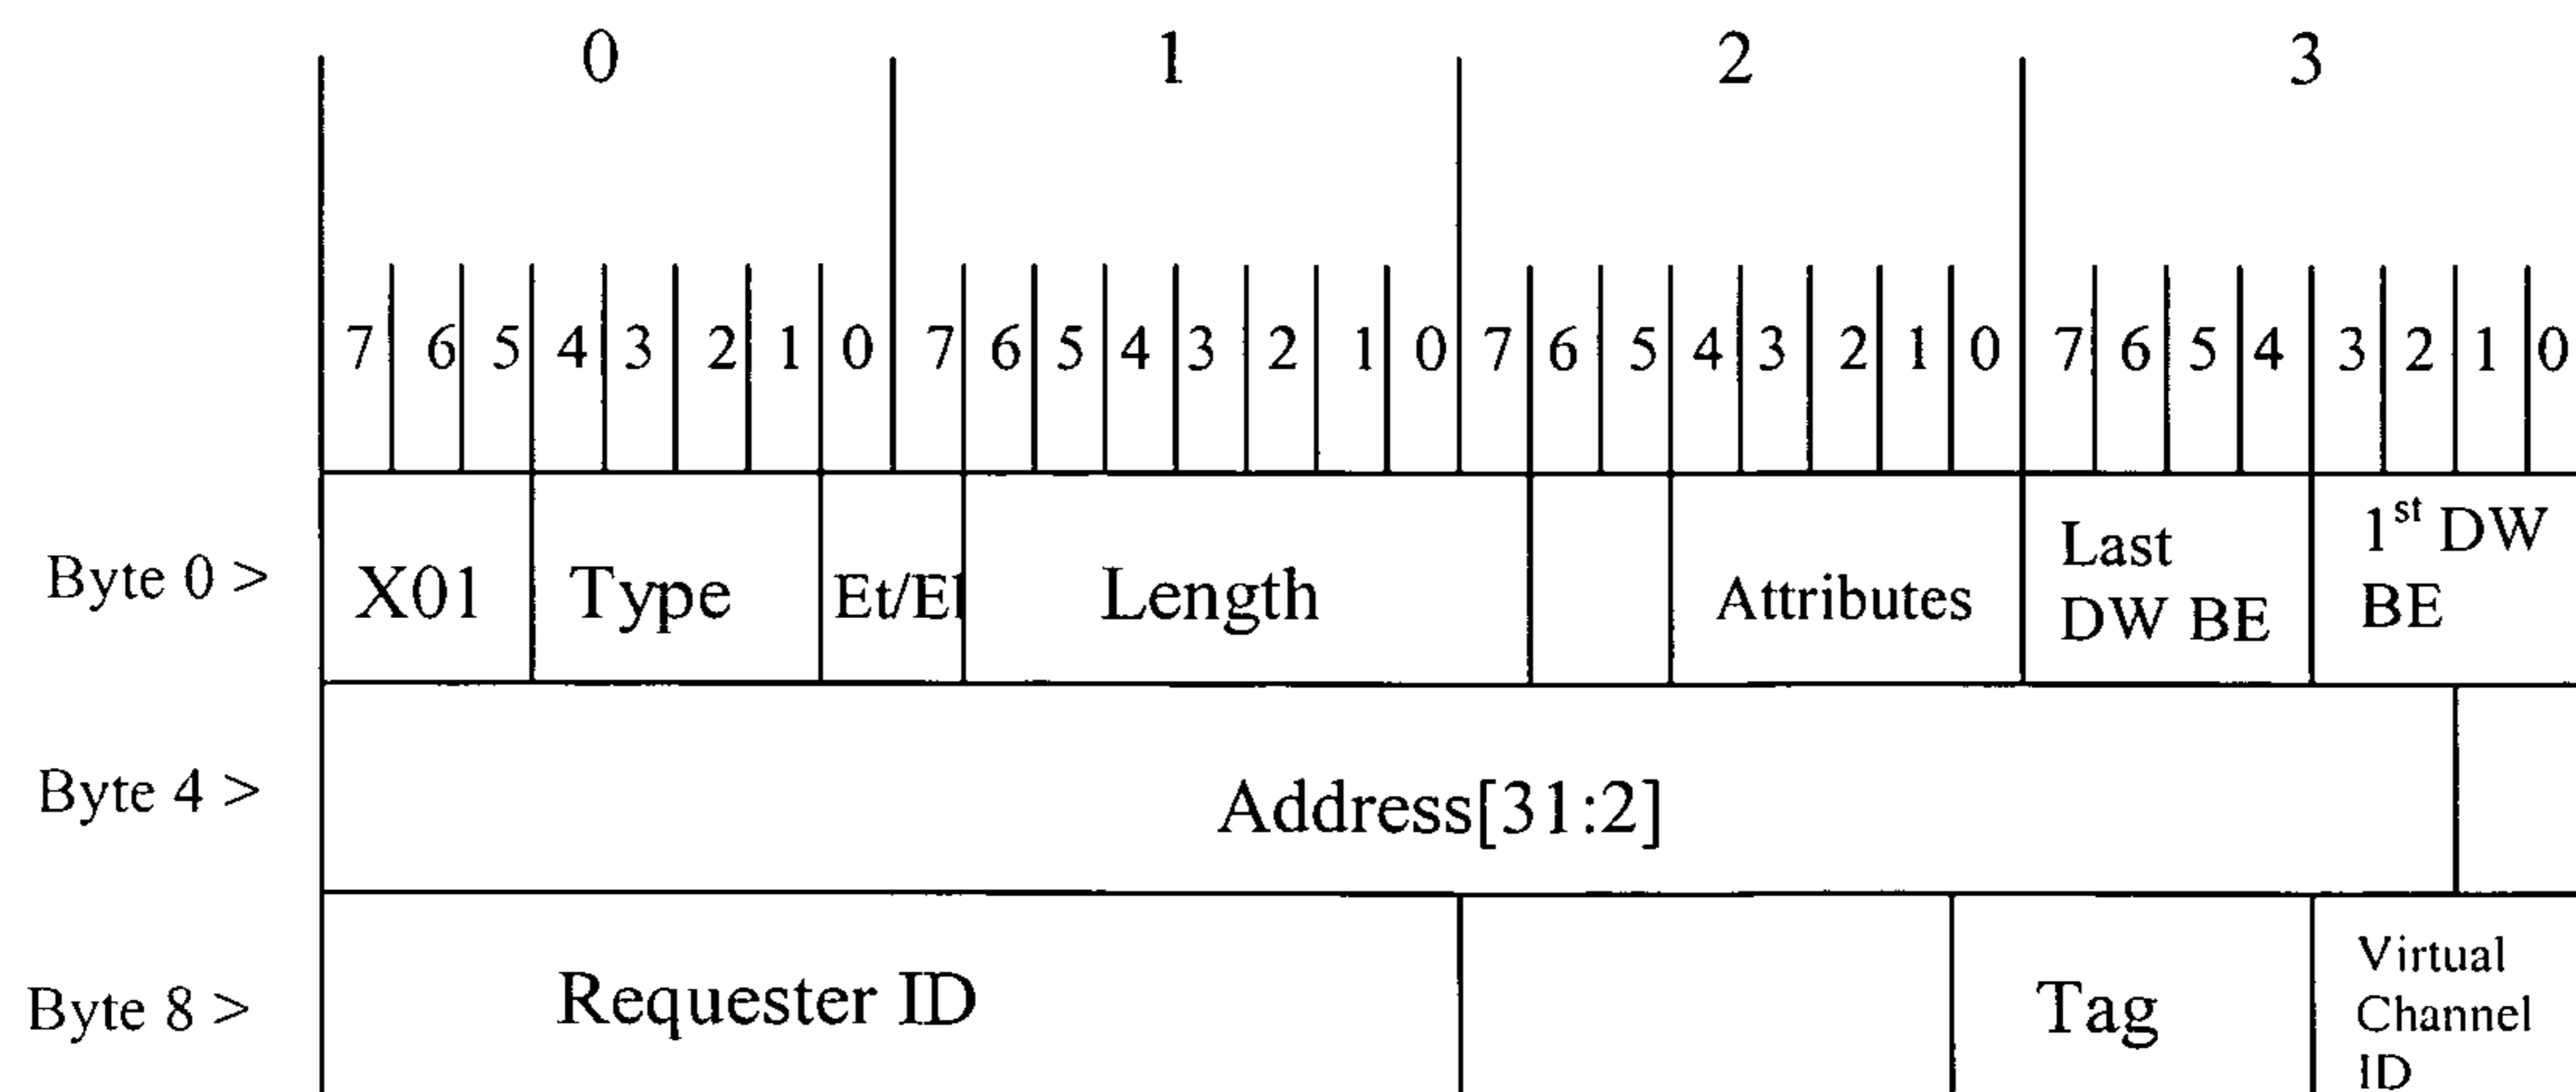 0 1 2 3
7 6 5 4 3 2 1 0 7 6 5 4 3 2 1 0 7 6 5 4 3 2 1 0 7 6 5 4 3 2 1 0
Byte 0 > X01 Type Et/El Length Attributes
Last
DW BE
1st DW
BE
Byte 4 > Address[31:2]
Byte 8 > Requester ID Tag
Virtual
Channel
ID